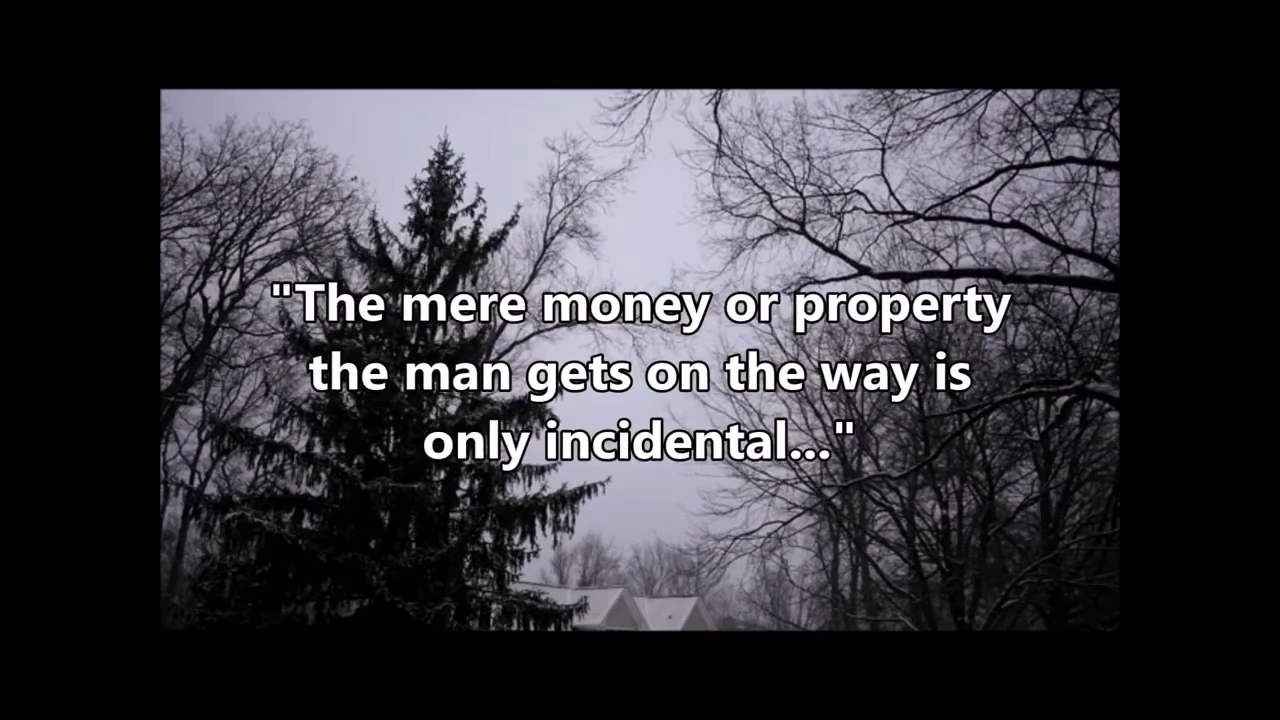 "The mere money or property
the man gets on the way is
only incidental..."